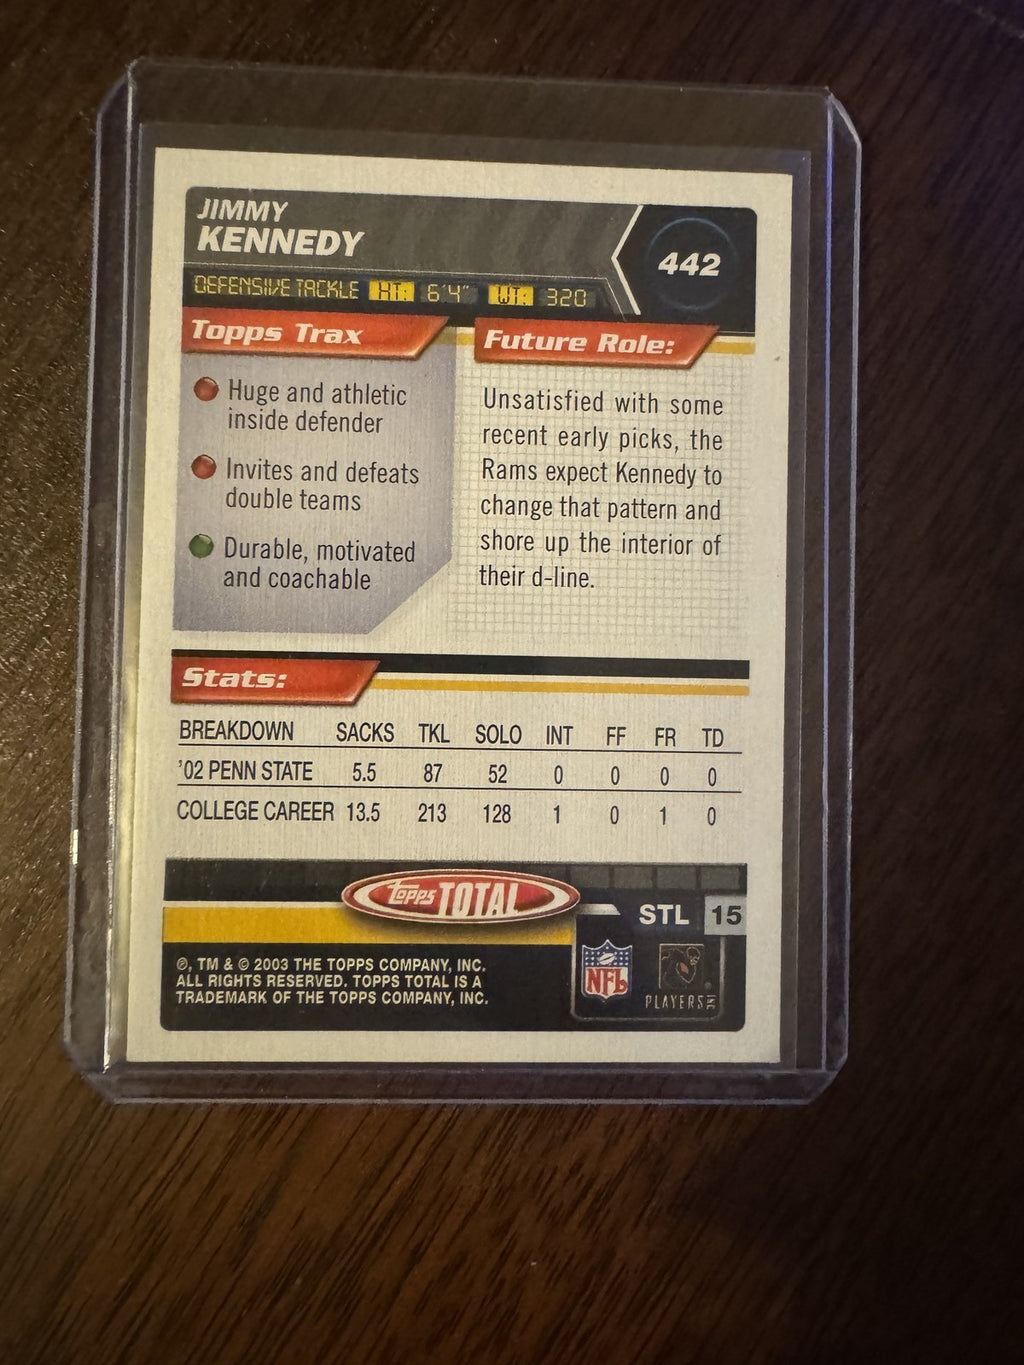 JIMMY
KENNEDY
442
DEFENSIVE TACKLE HT: 6'4" WT: 320
Topps Trax
Huge and athletic
inside defender
Invites and defeats
double teams
Durable, motivated
and coachable
Future Role:
Unsatisfied with some
recent early picks, the
Rams expect Kennedy to
change that pattern and
shore up the interior of
their d-line.
Stats:
BREAKDOWN SACKS TKL SOLO INT FF FR TD
'02 PENN STATE 5.5 87 52 0 0 0 0
COLLEGE CAREER 13.5 213 128 1 0 1 0
Topps TOTAL
STL 15
®, TM & © 2003 THE TOPPS COMPANY, INC.
ALL RIGHTS RESERVED. TOPPS TOTAL IS A
TRADEMARK OF THE TOPPS COMPANY, INC.
NFL
PLAYERS INC